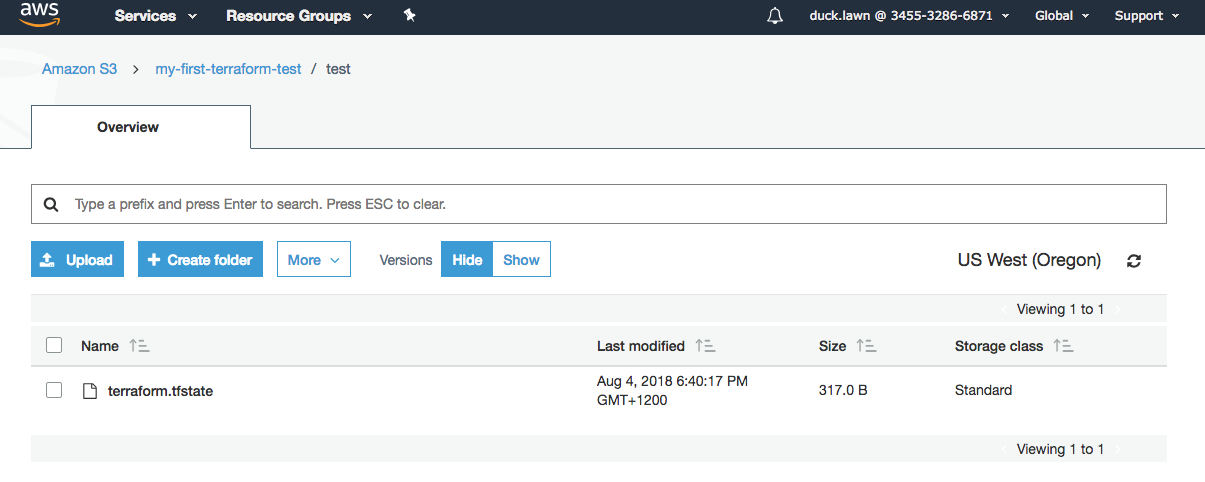 aws Services Resource Groups duck.lawn @ 3455-3286-6871 Global Support
Amazon S3 > my-first-terraform-test / test
Overview
Type a prefix and press Enter to search. Press ESC to clear.
Upload + Create folder More Versions Hide Show US West (Oregon)
Viewing 1 to 1
Name Last modified Size Storage class
terraform.tfstate Aug 4, 2018 6:40:17 PM 317.0 B Standard
GMT+1200
Viewing 1 to 1